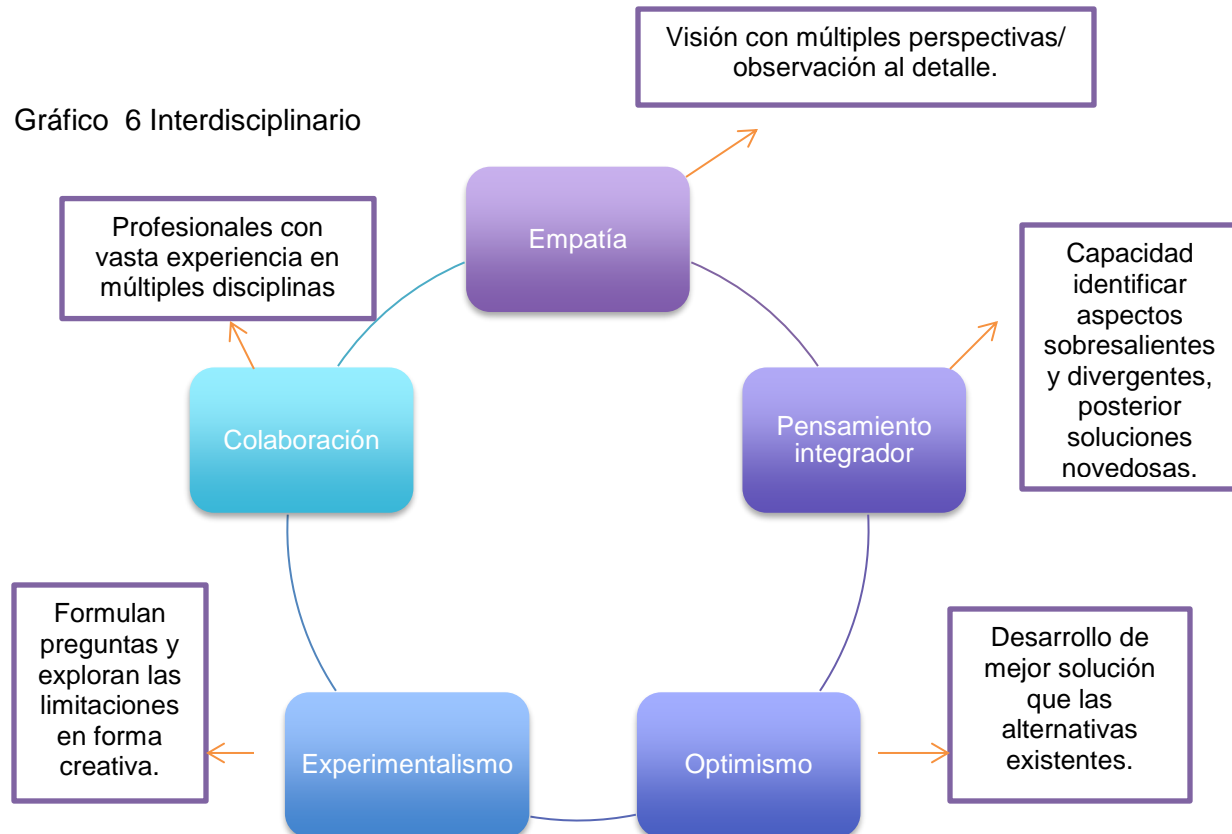 Visión con múltiples perspectivas/
observación al detalle.
Gráfico 6 Interdisciplinario
Empatía
Profesionales con
vasta experiencia en
múltiples disciplinas
Capacidad
identificar
aspectos
sobresalientes
y divergentes,
posterior
soluciones
novedosas.
Colaboración
Pensamiento
integrador
Formulan
preguntas y
exploran las
limitaciones
en forma
creativa.
Desarrollo de
mejor solución
que las
alternativas
existentes.
Experimentalismo
Optimismo